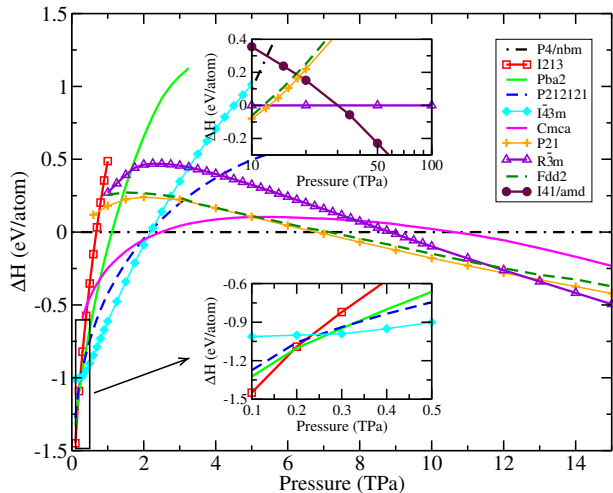 1.5
1
0.5
0
-0.5
-1
-1.5
ΔH (eV/atom)
0 2 4 6 8 10 12 14
Pressure (TPa)
0.4
0.2
0
-0.2
ΔH (eV/atom)
10 50 100
Pressure (TPa)
P4/nbm
I213
Pba2
P212121
I4̄3m
Cmca
P21
R3̄m
Fdd2
I41/amd
-0.6
-0.9
-1.2
-1.5
ΔH (eV/atom)
0.1 0.2 0.3 0.4 0.5
Pressure (TPa)